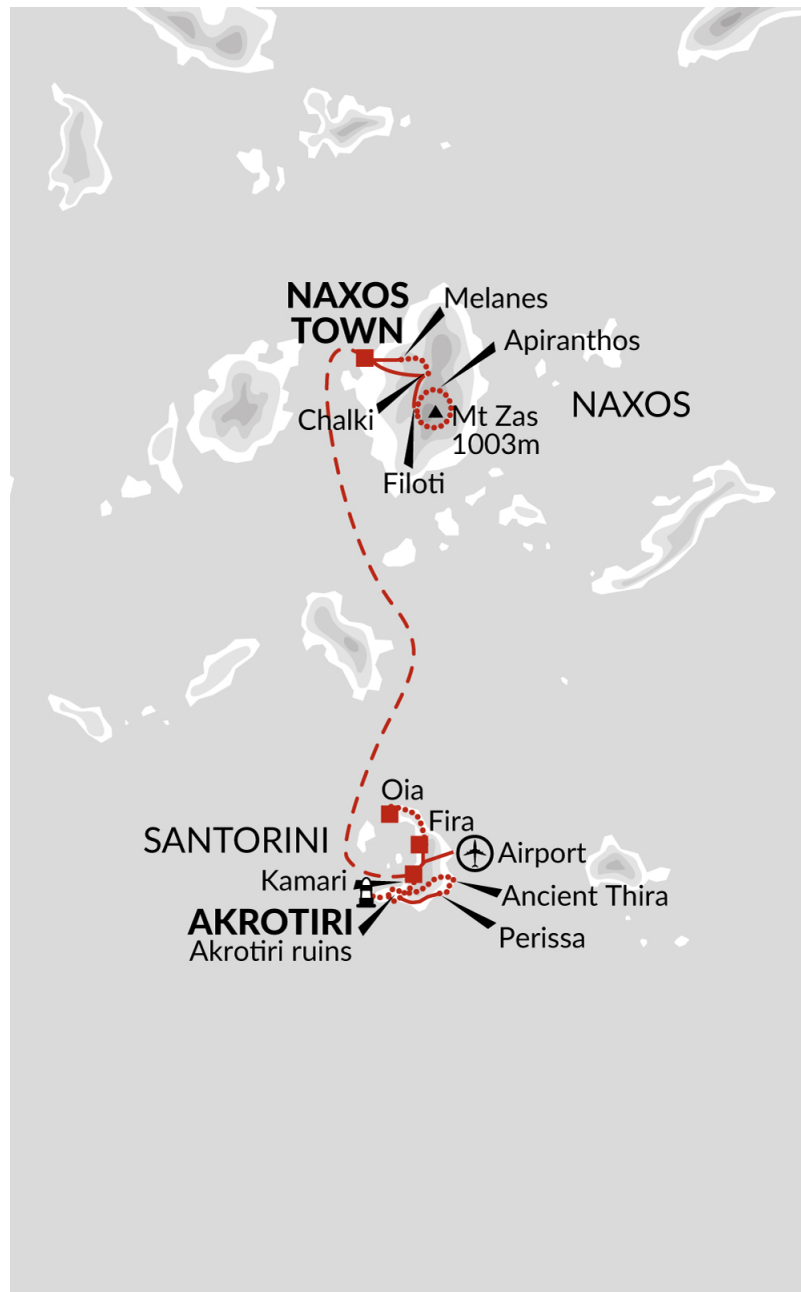 NAXOS
TOWN
Melanes
Apiranthos
NAXOS
Chalki
Mt Zas
1003m
Filoti
Oia
Fira
SANTORINI
Airport
Kamari
Ancient Thira
AKROTIRI
Perissa
Akrotiri ruins